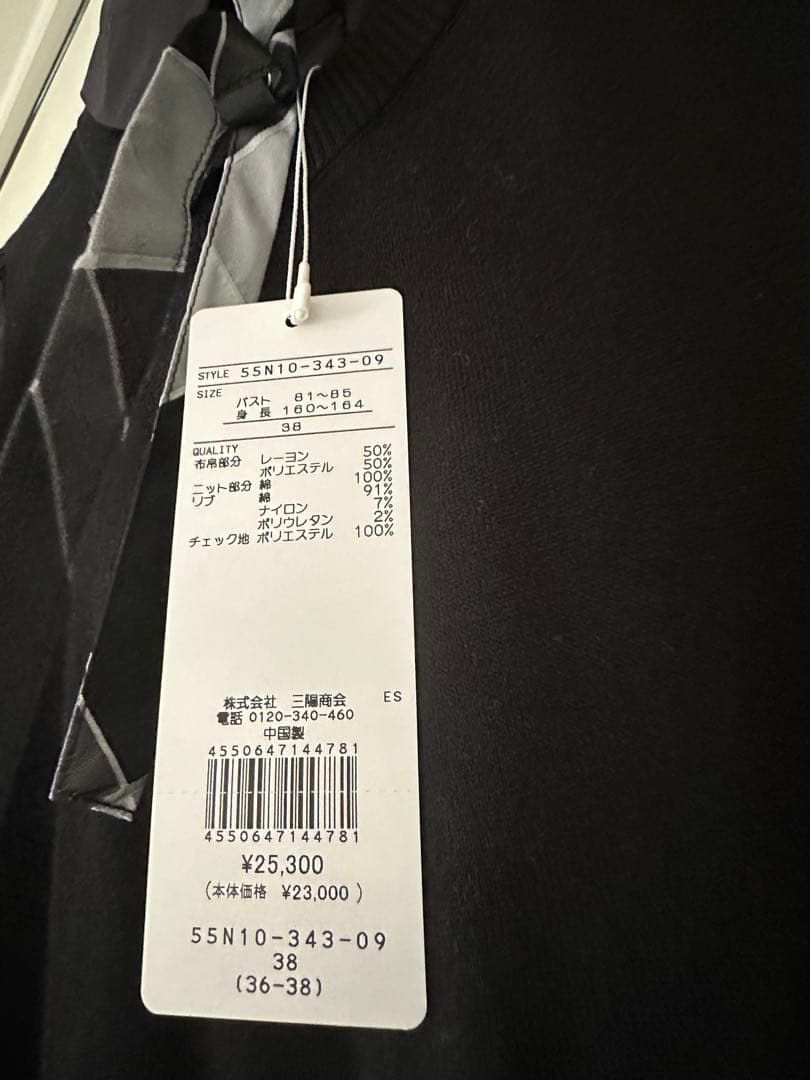 STYLE 55N10-343-09
SIZE
バスト 81～85
身 長 160～164
38
QUALITY
布帛部分 レーヨン 50%
ポリエステル 50%
ニット部分 綿 100%
リブ 綿 91%
ナイロン 7%
ポリウレタン 2%
チェック地 ポリエステル 100%
株式会社 三陽商会 ES
電話 0120-340-460
中国製
4550647144781
4550647144781
¥25,300
(本体価格 ¥23,000)
55N10-343-09
38
(36-38)